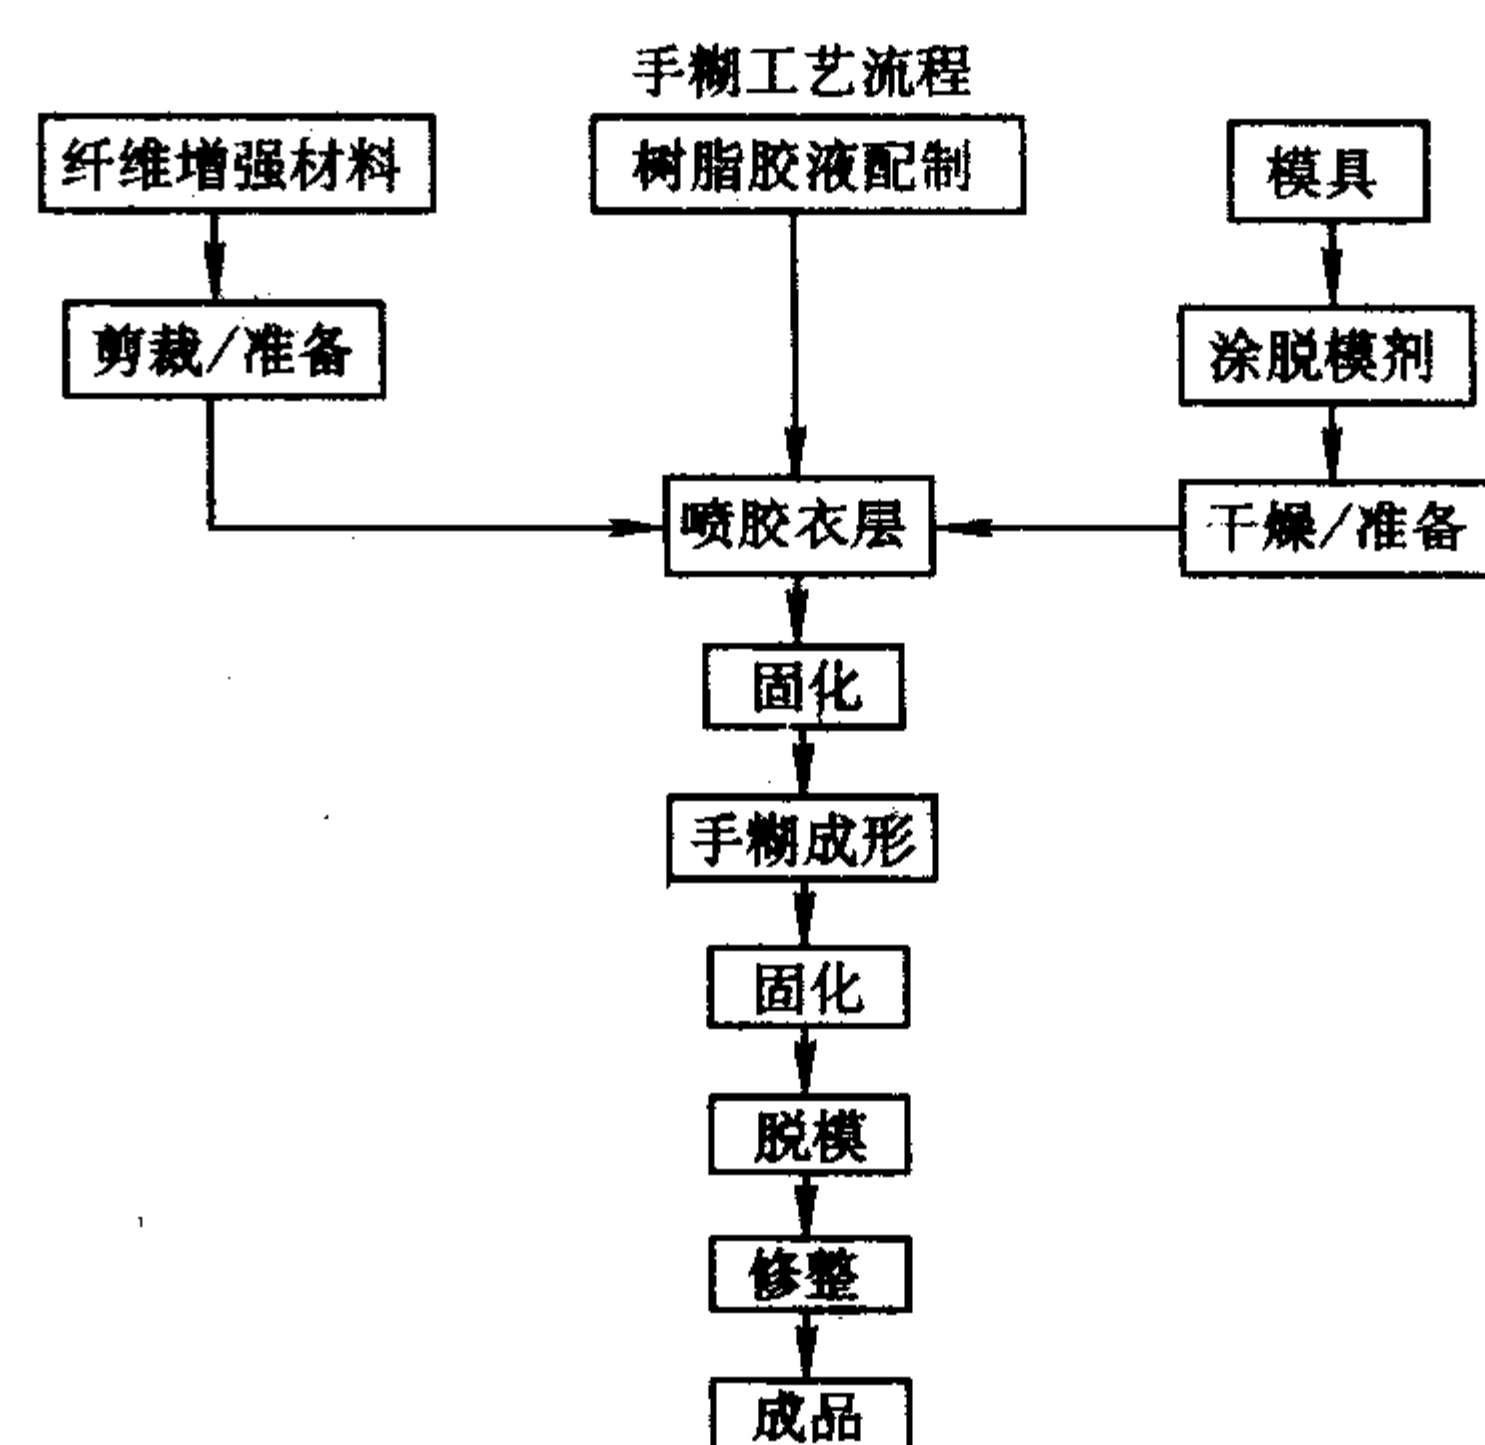 手糊工艺流程
纤维增强材料
树脂胶液配制
模具
剪裁/准备
涂脱模剂
喷胶衣层
干燥/准备
固化
手糊成形
固化
脱模
修整
成品